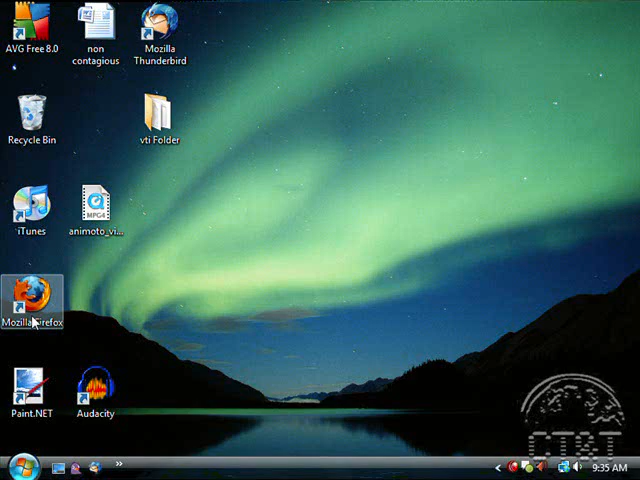 AVG Free 8.0
non
contagious
Mozilla
Thunderbird
Recycle Bin
vti Folder
iTunes
MPG4
animoto_vi...
Mozilla Firefox
Paint.NET
Audacity
CT&T
»
<
9:35 AM